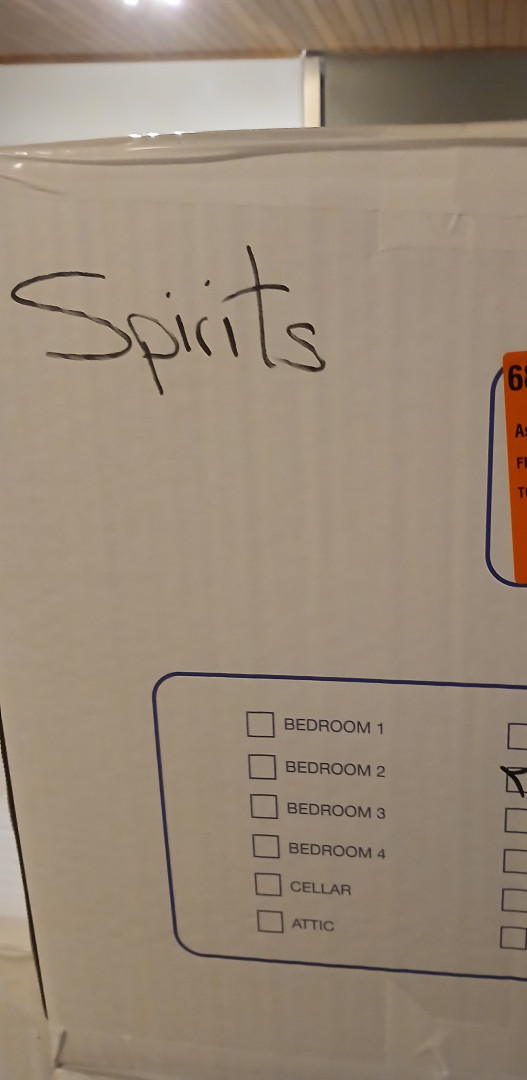 Spirits
BEDROOM 1
BEDROOM 2
BEDROOM 3
BEDROOM 4
CELLAR
ATTIC